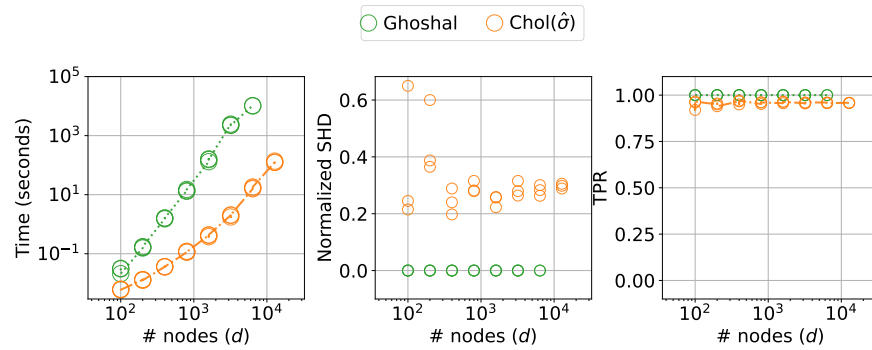 Ghoshal Chol(σ̂)
Time (seconds)
10^5
10^3
10^1
10^−1
10^2 10^3 10^4
# nodes (d)
Normalized SHD
0.6
0.4
0.2
0.0
10^2 10^3 10^4
# nodes (d)
TPR
1.00
0.75
0.50
0.25
0.00
10^2 10^3 10^4
# nodes (d)